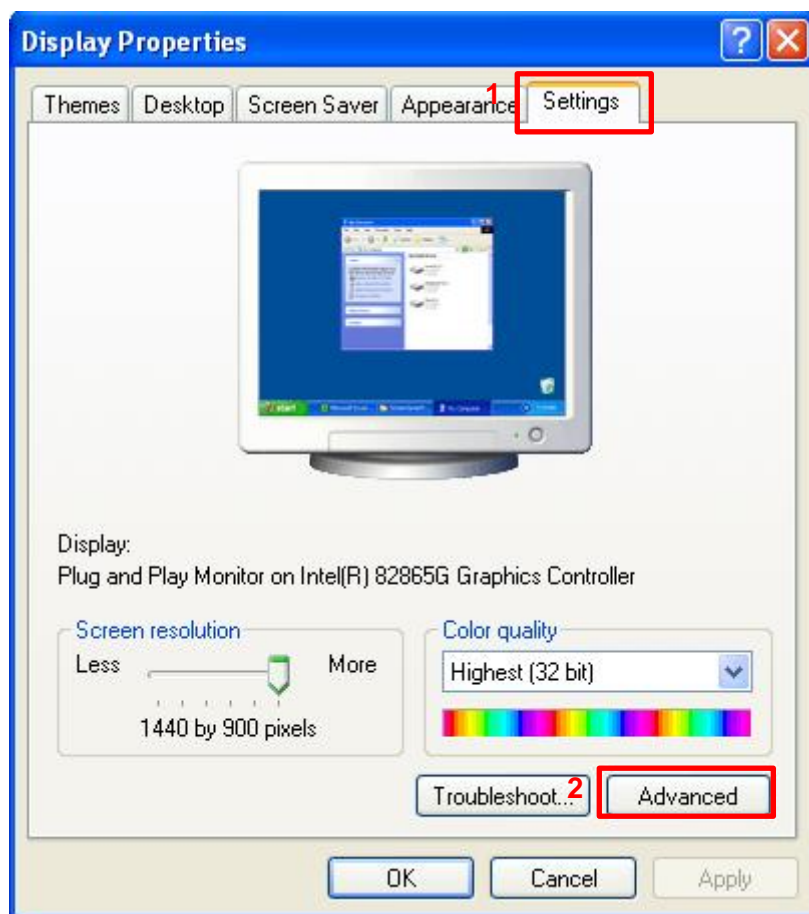 Display Properties
Themes Desktop Screen Saver Appearance 1 Settings
start
Display:
Plug and Play Monitor on Intel(R) 82865G Graphics Controller
Screen resolution
Less More
1440 by 900 pixels
Color quality
Highest (32 bit)
Troubleshoot... 2 Advanced
OK Cancel Apply